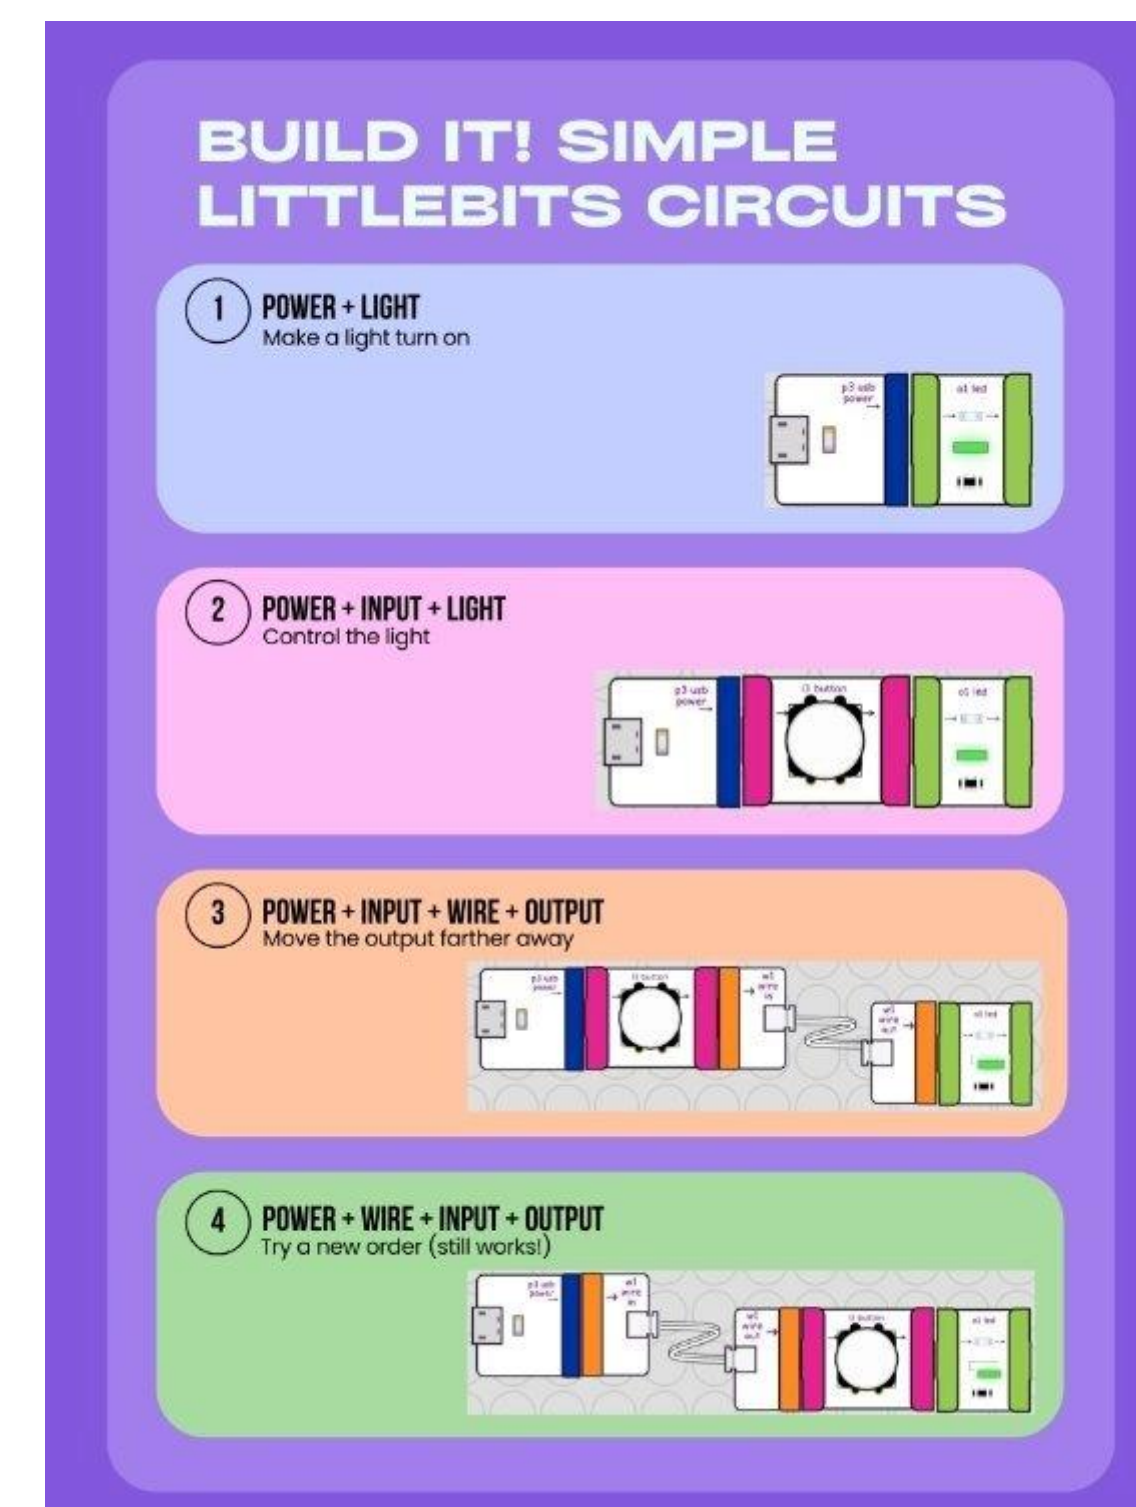 BUILD IT! SIMPLE
LITTLEBITS CIRCUITS
1
POWER + LIGHT
Make a light turn on
p3 usb
power
o1 led
2
POWER + INPUT + LIGHT
Control the light
p3 usb
power
i3 button
o1 led
3
POWER + INPUT + WIRE + OUTPUT
Move the output farther away
p3 usb
power
i3 button
w1
wire
in
w1
wire
out
o1 led
4
POWER + WIRE + INPUT + OUTPUT
Try a new order (still works!)
p3 usb
power
w1
wire
in
w1
wire
out
i3 button
o1 led